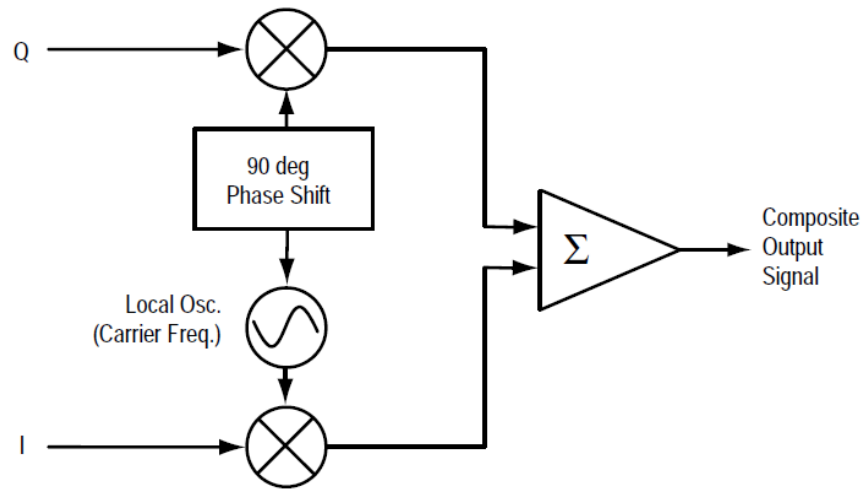 Q
90 deg
Phase Shift
Local Osc.
(Carrier Freq.)
Σ
Composite
Output
Signal
I